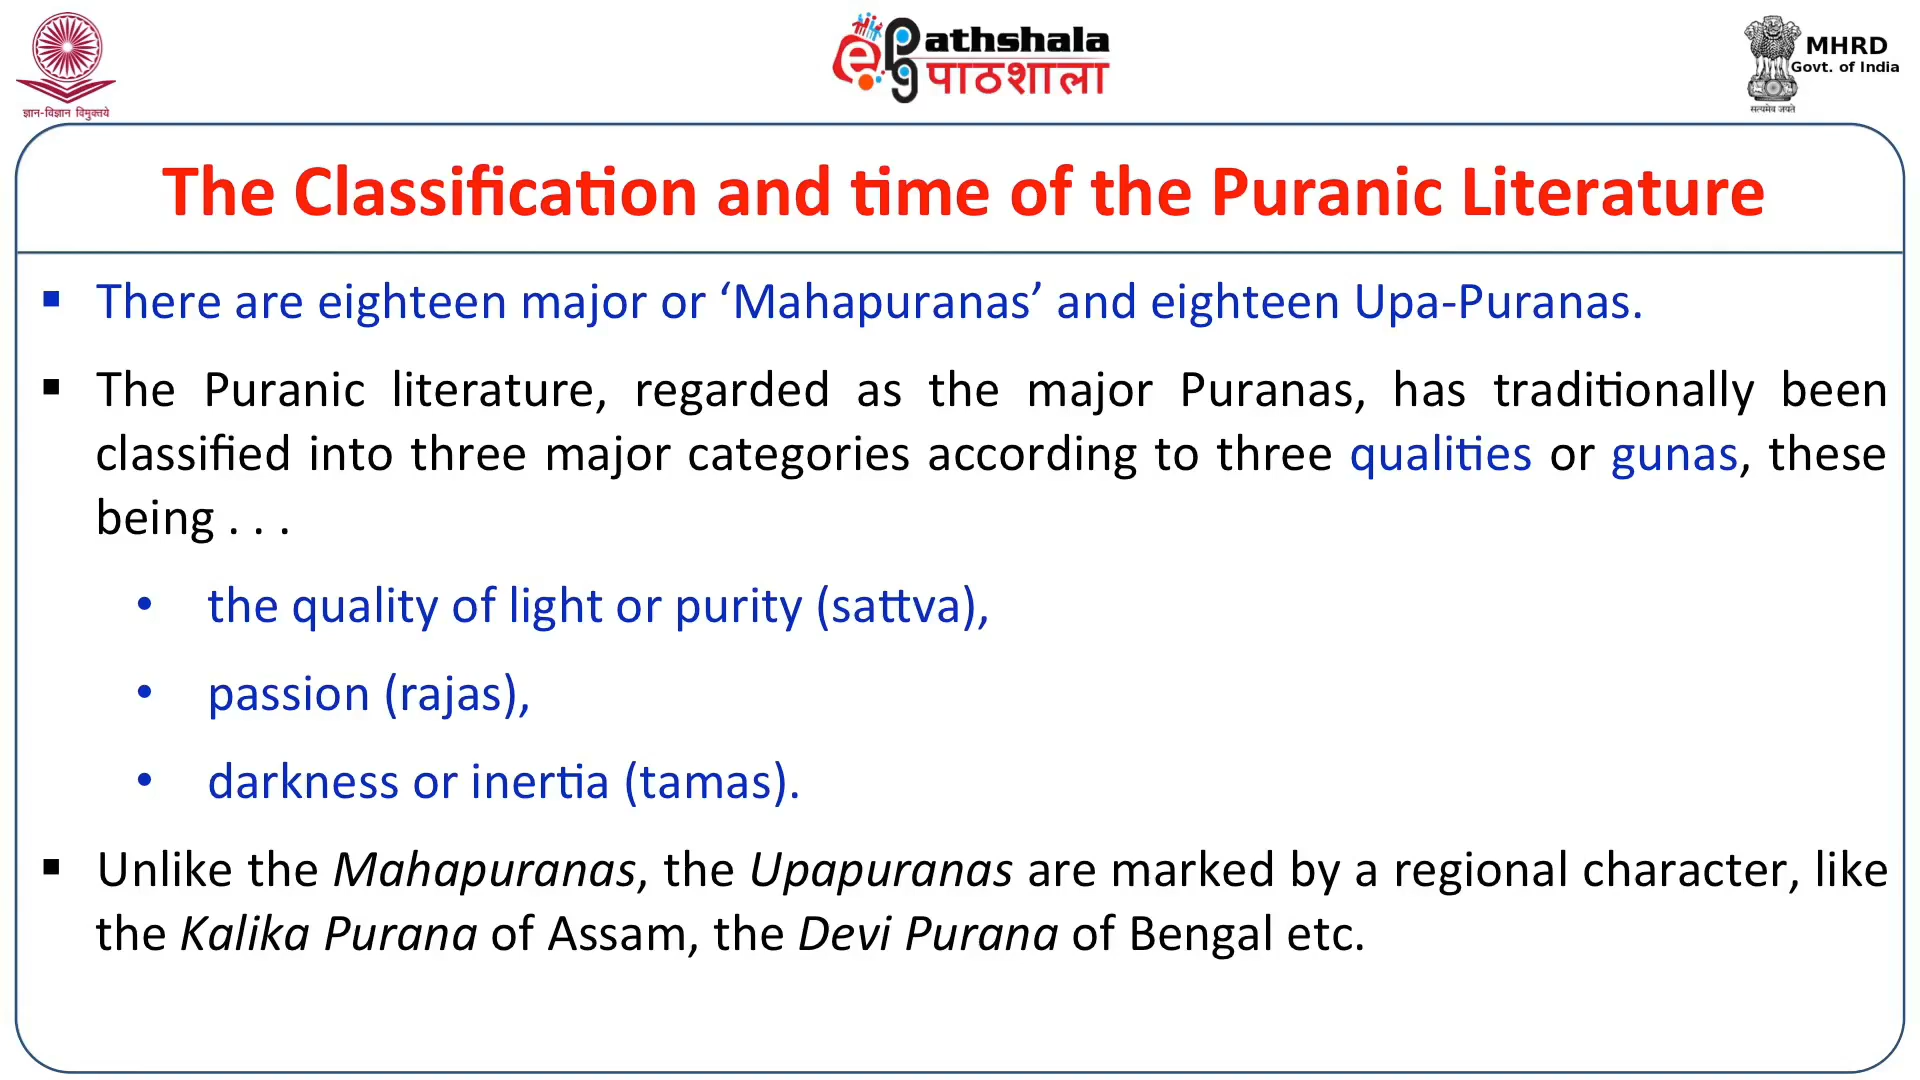 ज्ञान-विज्ञान विमुक्तये
ePG Pathshala
पाठशाला
MHRD
Govt. of India
सत्यमेव जयते
The Classification and time of the Puranic Literature
▪ There are eighteen major or ‘Mahapuranas’ and eighteen Upa-Puranas.
▪ The Puranic literature, regarded as the major Puranas, has traditionally been
classified into three major categories according to three qualities or gunas, these
being . . .
• the quality of light or purity (sattva),
• passion (rajas),
• darkness or inertia (tamas).
▪ Unlike the Mahapuranas, the Upapuranas are marked by a regional character, like
the Kalika Purana of Assam, the Devi Purana of Bengal etc.